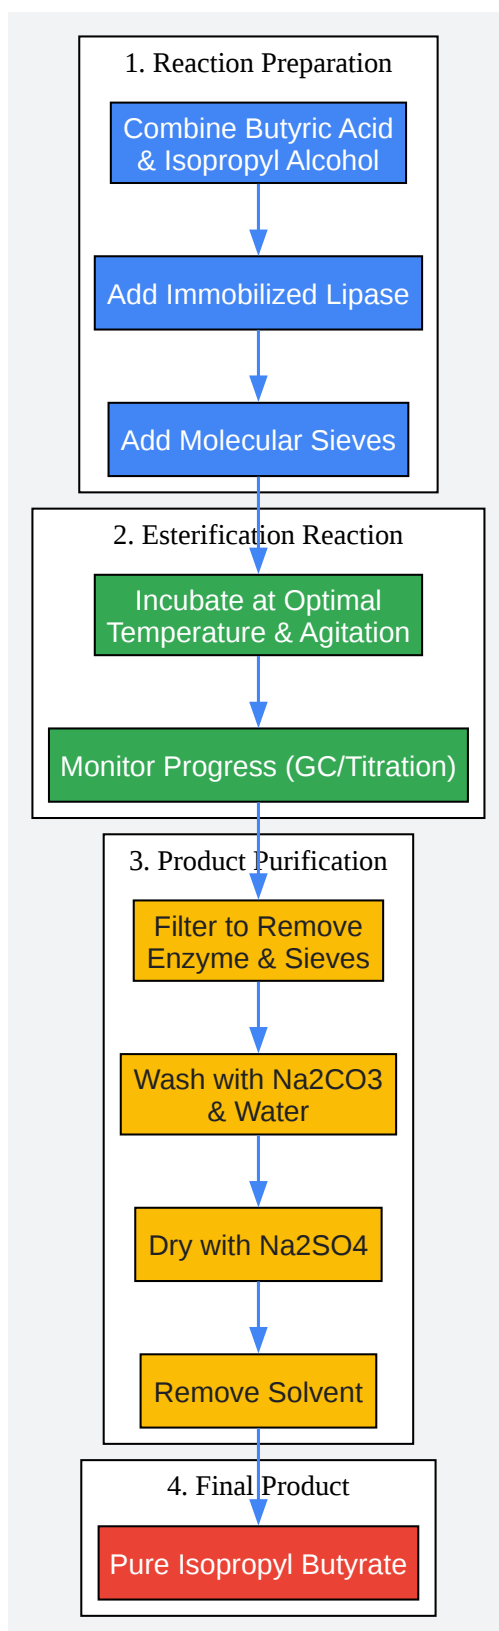 1. Reaction Preparation
Combine Butyric Acid
& Isopropyl Alcohol
Add Immobilized Lipase
Add Molecular Sieves
2. Esterification Reaction
Incubate at Optimal
Temperature & Agitation
Monitor Progress (GC/Titration)
3. Product Purification
Filter to Remove
Enzyme & Sieves
Wash with Na2CO3
& Water
Dry with Na2SO4
Remove Solvent
4. Final Product
Pure Isopropyl Butyrate